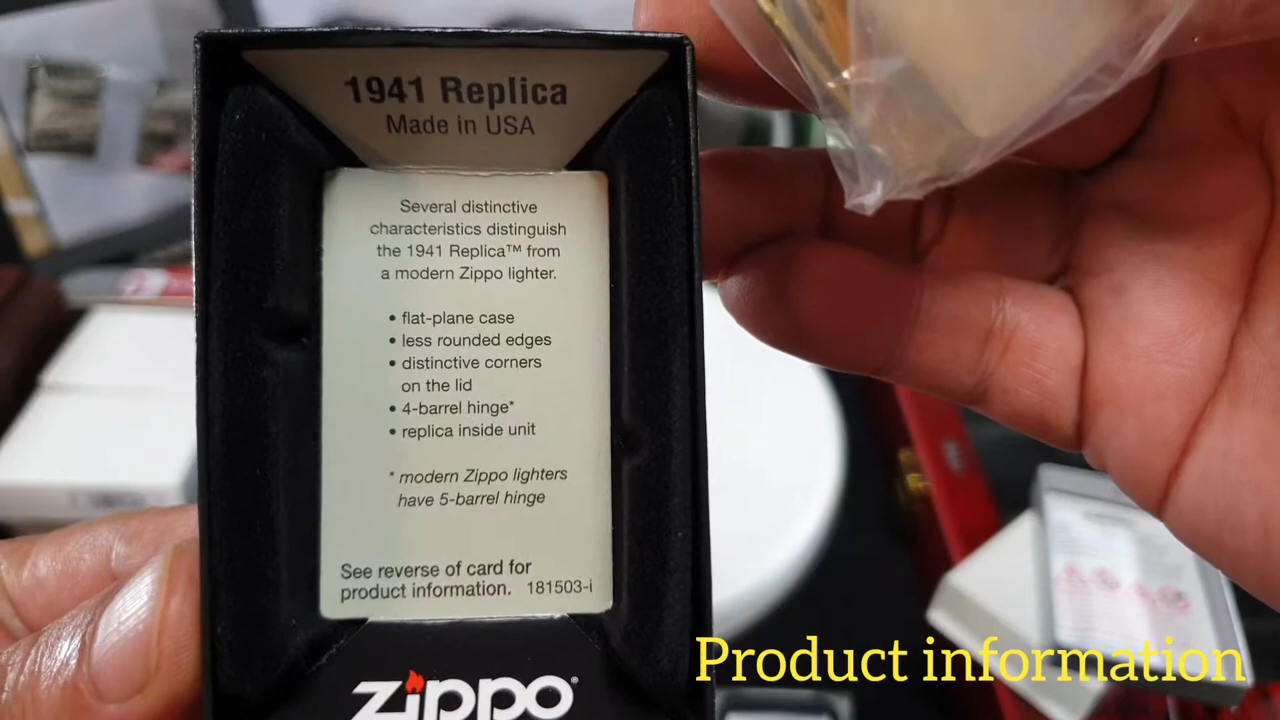 1941 Replica
Made in USA
Several distinctive
characteristics distinguish
the 1941 Replica™ from
a modern Zippo lighter.
• flat-plane case
• less rounded edges
• distinctive corners
on the lid
• 4-barrel hinge*
• replica inside unit
* modern Zippo lighters
have 5-barrel hinge
See reverse of card for
product information. 181503-i
zippo®
Product information